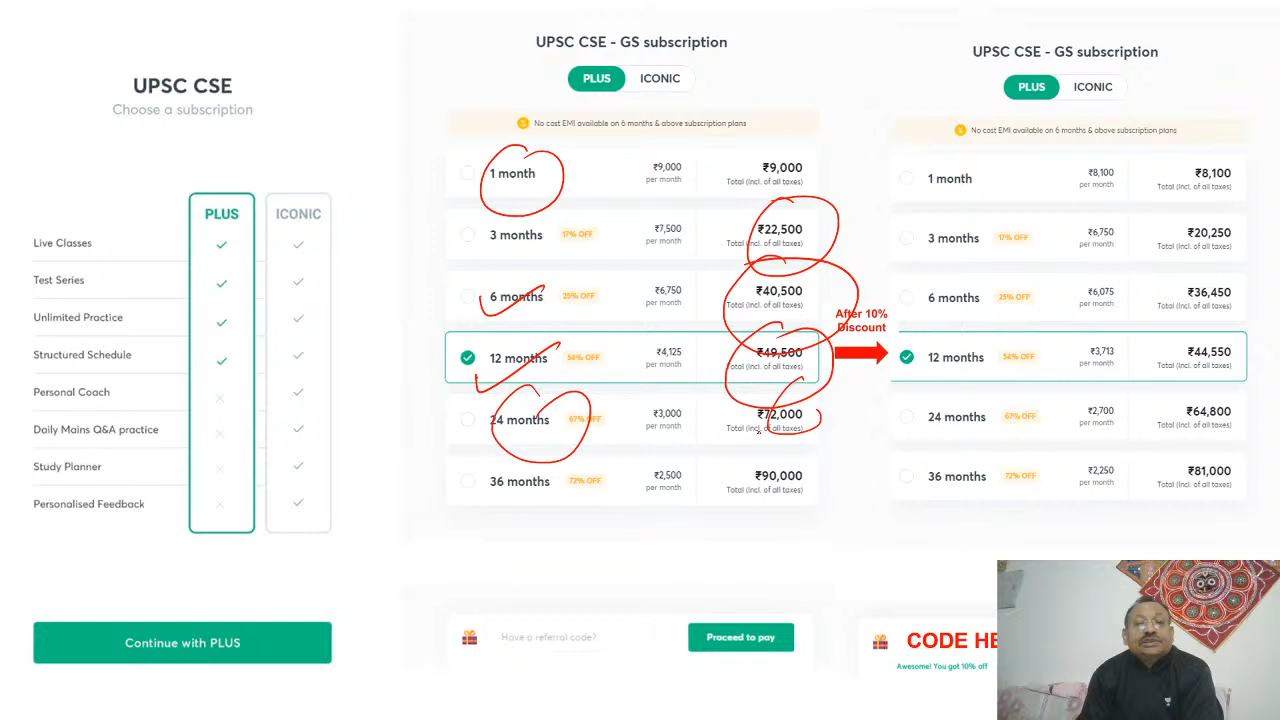 UPSC CSE
Choose a subscription
PLUS ICONIC
Live Classes
Test Series
Unlimited Practice
Structured Schedule
Personal Coach
Daily Mains Q&A practice
Study Planner
Personalised Feedback
Continue with PLUS
UPSC CSE - GS subscription
PLUS ICONIC
No cost EMI available on 6 months & above subscription plans
1 month ₹9,000 ₹9,000
per month Total (Incl. of all taxes)
3 months 17% OFF ₹7,500 ₹22,500
per month Total (Incl. of all taxes)
6 months 25% OFF ₹6,750 ₹40,500
per month Total (Incl. of all taxes)
12 months 54% OFF ₹4,125 ₹49,500
per month Total (Incl. of all taxes)
24 months 67% OFF ₹3,000 ₹72,000
per month Total (Incl. of all taxes)
36 months 72% OFF ₹2,500 ₹90,000
per month Total (Incl. of all taxes)
Have a referral code? Proceed to pay
After 10%
Discount
UPSC CSE - GS subscription
PLUS ICONIC
No cost EMI available on 6 months & above subscription plans
1 month ₹8,100 ₹8,100
per month Total (Incl. of all taxes)
3 months 17% OFF ₹6,750 ₹20,250
per month Total (Incl. of all taxes)
6 months 25% OFF ₹6,075 ₹36,450
per month Total (Incl. of all taxes)
12 months 54% OFF ₹3,713 ₹44,550
per month Total (Incl. of all taxes)
24 months 67% OFF ₹2,700 ₹64,800
per month Total (Incl. of all taxes)
36 months 72% OFF ₹2,250 ₹81,000
per month Total (Incl. of all taxes)
CODE HE
Awesome! You got 10% off